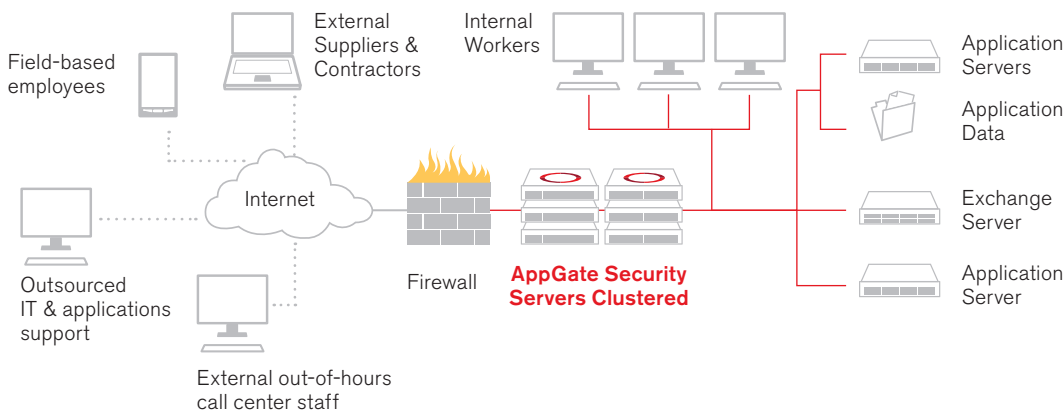 External
Suppliers &
Contractors
Internal
Workers
Application
Servers
Field-based
employees
Application
Data
Internet
Exchange
Server
Firewall
AppGate Security
Servers Clustered
Application
Server
Outsourced
IT & applications
support
External out-of-hours
call center staff